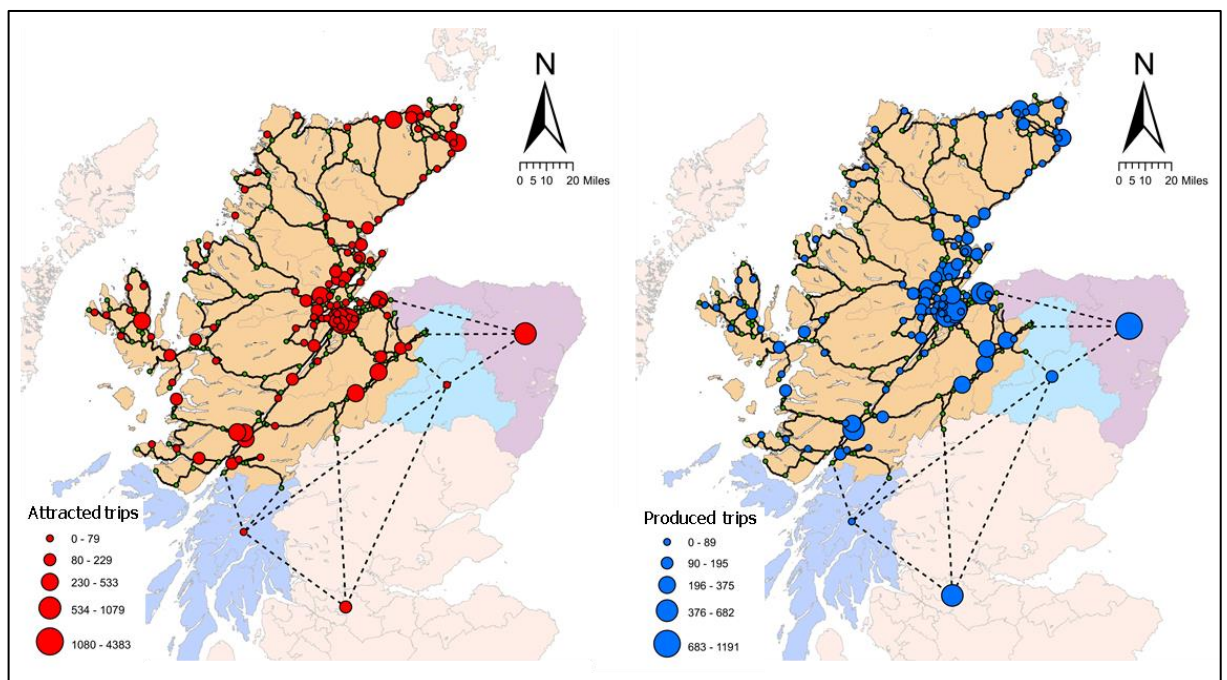 N
0 5 10 20 Miles
Attracted trips
0 - 79
80 - 229
230 - 533
534 - 1079
1080 - 4383
N
0 5 10 20 Miles
Produced trips
0 - 89
90 - 195
196 - 375
376 - 682
683 - 1191